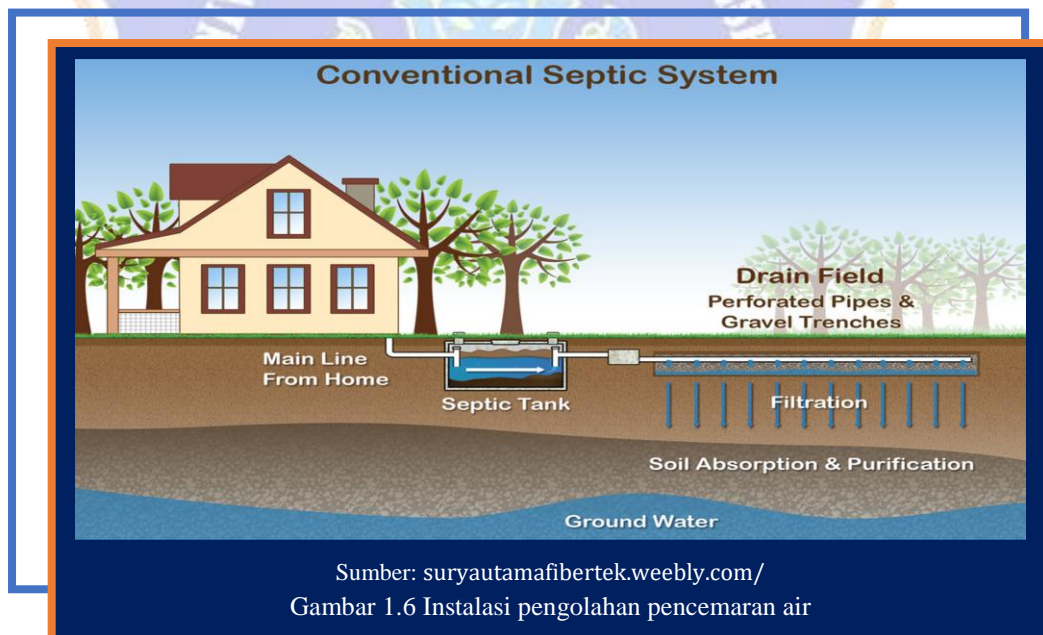 Conventional Septic System
Drain Field
Perforated Pipes &
Gravel Trenches
Main Line
From Home
Septic Tank
Filtration
Soil Absorption & Purification
Ground Water
Sumber: suryautamafibertek.weebly.com/
Gambar 1.6 Instalasi pengolahan pencemaran air